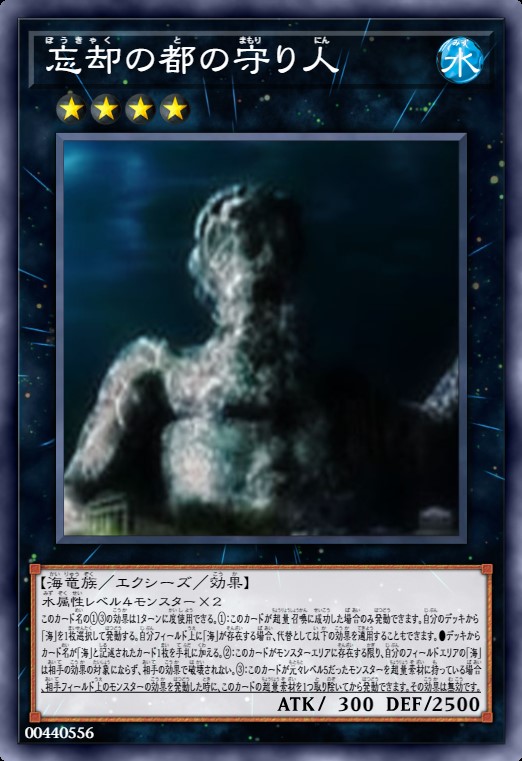 忘却の都の守り人
水
【海竜族／エクシーズ／効果】
水属性レベル4モンスター×2
このカード名の①③の効果は1ターンに1度使用できる。①:このカードが超量召喚に成功した場合のみ発動できます。自分のデッキから
「海」を1枚選択して発動する。自分フィールド上に「海」が存在する場合、代替として以下の効果を適用することもできます。●デッキから
カード名が「海」と記述されたカード1枚を手札に加える。②:このカードがモンスターエリアに存在する限り、自分のフィールドエリアの「海」
は相手の効果の対象にならず、相手の効果で破壊されない。③:このカードが元々レベル5だったモンスターを超量素材に持っている場合
、相手フィールド上のモンスターの効果を発動した時に、このカードの超量素材を1つ取り除いてから発動できます。その効果は無効です。
ATK/ 300 DEF/2500
00440556